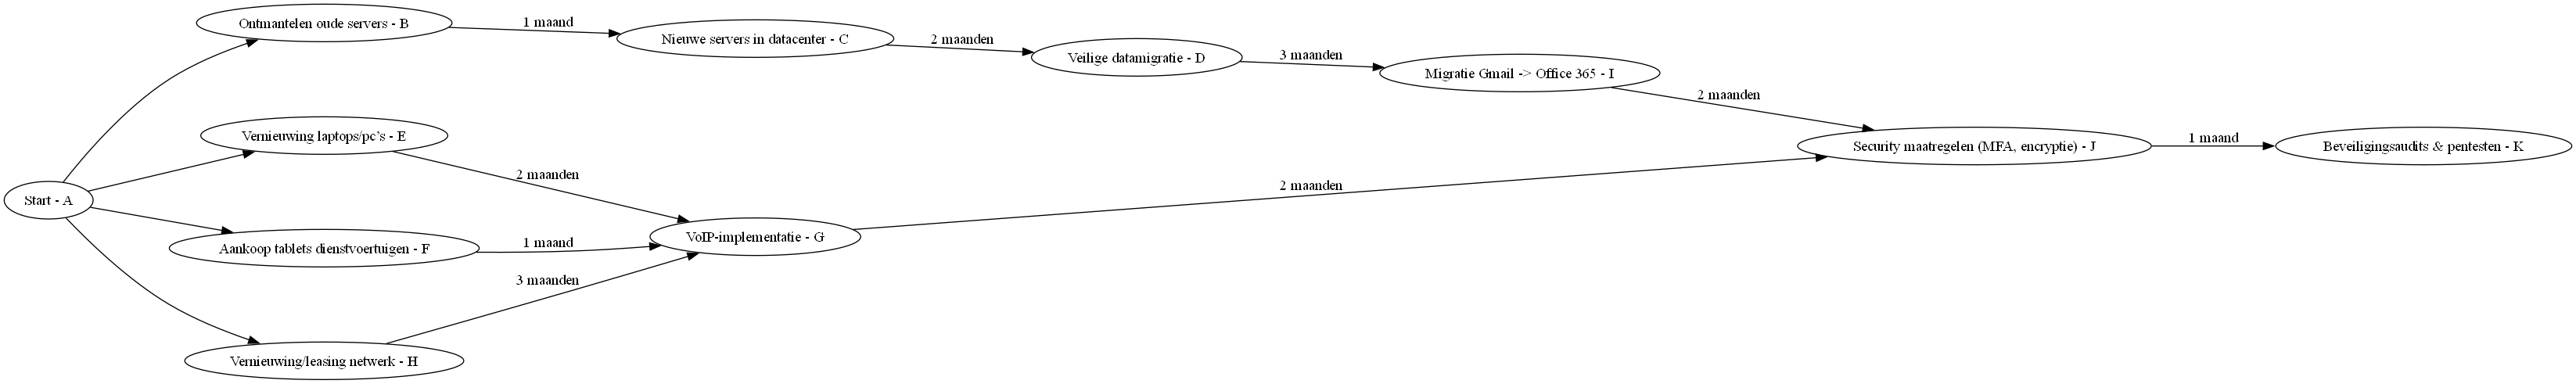 Ontmantelen oude servers - B
1 maand
Nieuwe servers in datacenter - C
2 maanden
Veilige datamigratie - D
3 maanden
Migratie Gmail -> Office 365 - I
2 maanden
Vernieuwing laptops/pc’s - E
2 maanden
Security maatregelen (MFA, encryptie) - J
1 maand
Beveiligingsaudits & pentesten - K
Start - A
Aankoop tablets dienstvoertuigen - F
1 maand
VoIP-implementatie - G
2 maanden
3 maanden
Vernieuwing/leasing netwerk - H